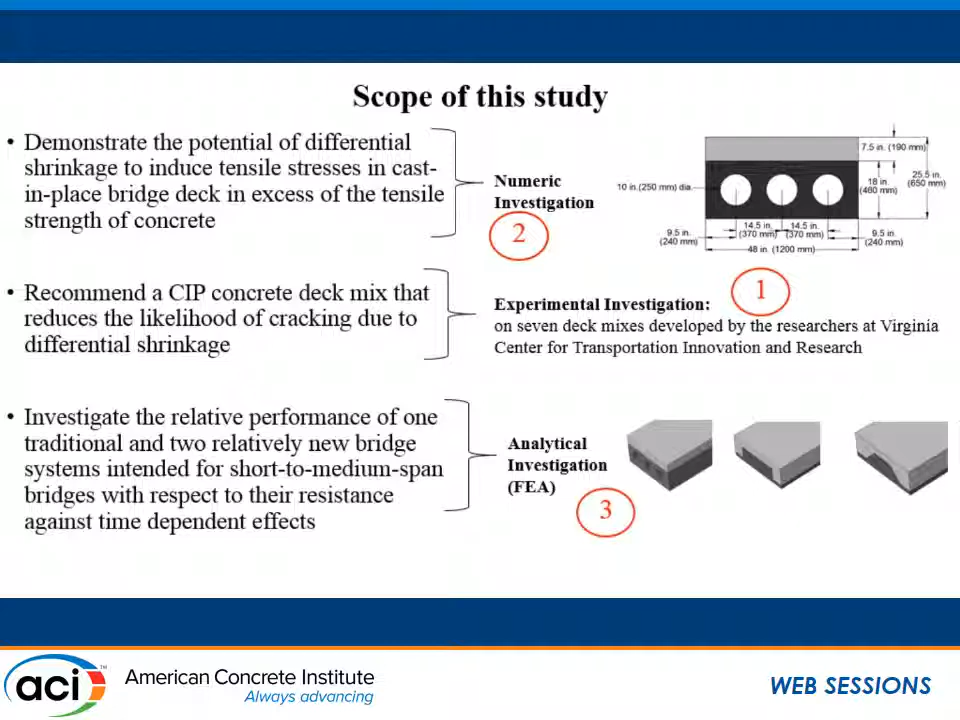 Scope of this study
• Demonstrate the potential of differential
shrinkage to induce tensile stresses in cast-
in-place bridge deck in excess of the tensile
strength of concrete
Numeric
Investigation
2
7.5 in. (190 mm)
10 in.(250 mm) dia.
18 in.
(480 mm)
25.5 in.
(650 mm)
14.5 in.
(370 mm)
14.5 in.
(370 mm)
9.5 in.
(240 mm)
9.5 in.
(240 mm)
48 in. (1200 mm)
• Recommend a CIP concrete deck mix that
reduces the likelihood of cracking due to
differential shrinkage
1
Experimental Investigation:
on seven deck mixes developed by the researchers at Virginia
Center for Transportation Innovation and Research
• Investigate the relative performance of one
traditional and two relatively new bridge
systems intended for short-to-medium-span
bridges with respect to their resistance
against time dependent effects
Analytical
Investigation
(FEA)
3
aci™
American Concrete Institute
Always advancing
WEB SESSIONS